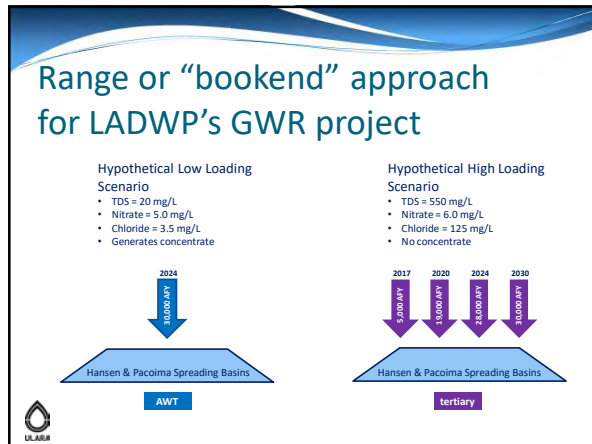 Range or “bookend” approach
for LADWP’s GWR project
Hypothetical Low Loading
Scenario
• TDS = 20 mg/L
• Nitrate = 5.0 mg/L
• Chloride = 3.5 mg/L
• Generates concentrate
2024
30,000 AFY
Hansen & Pacoima Spreading Basins
AWT
Hypothetical High Loading
Scenario
• TDS = 550 mg/L
• Nitrate = 6.0 mg/L
• Chloride = 125 mg/L
• No concentrate
2017 2020 2024 2030
5,000 AFY 19,000 AFY 28,000 AFY 30,000 AFY
Hansen & Pacoima Spreading Basins
tertiary
ULARA